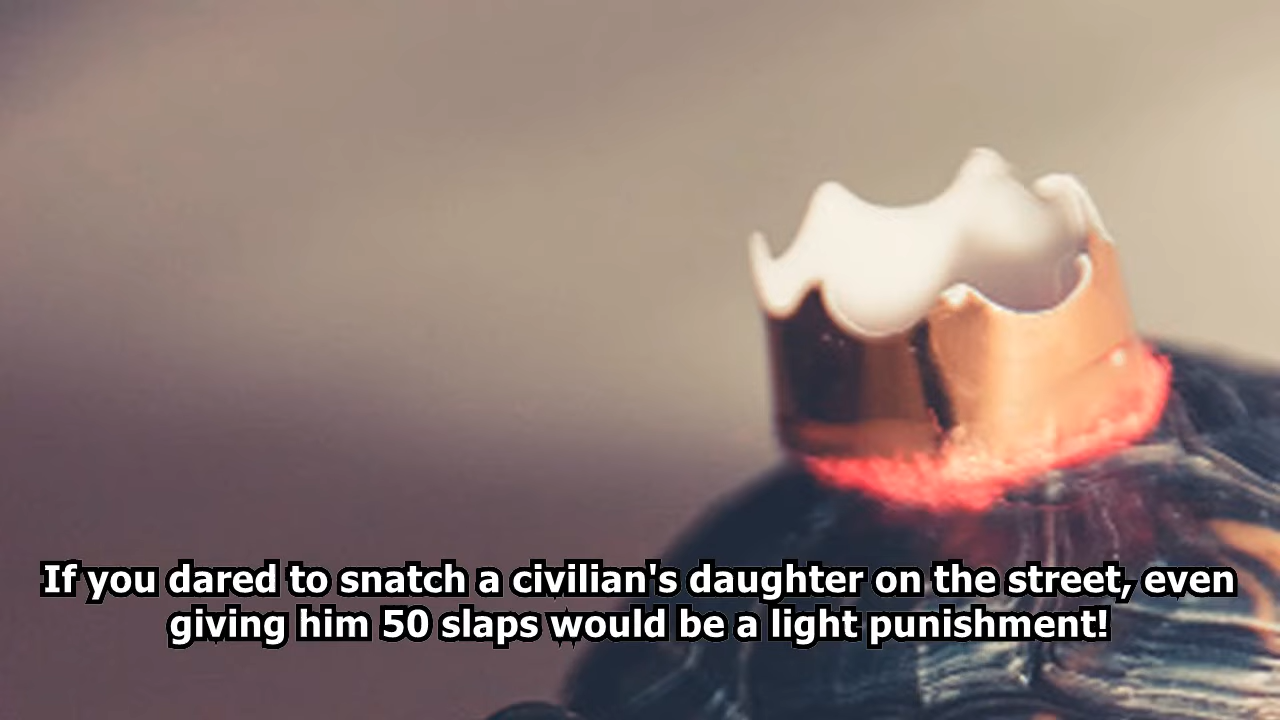 If you dared to snatch a civilian's daughter on the street, even
giving him 50 slaps would be a light punishment!